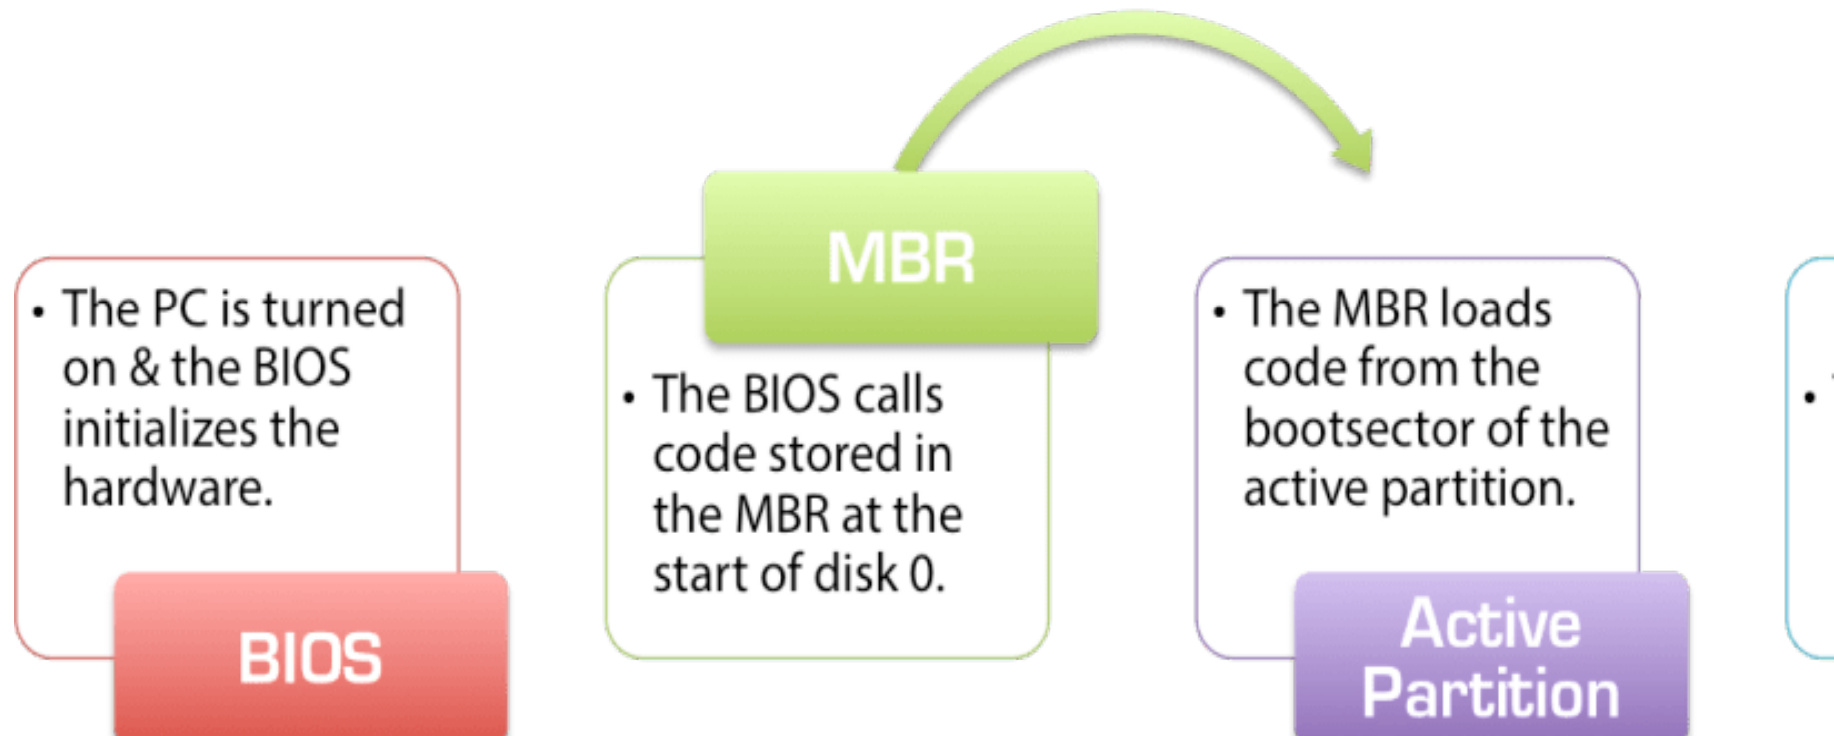 • The PC is turned
on & the BIOS
initializes the
hardware.
BIOS
MBR
• The BIOS calls
code stored in
the MBR at the
start of disk 0.
• The MBR loads
code from the
bootsector of the
active partition.
Active
Partition
•